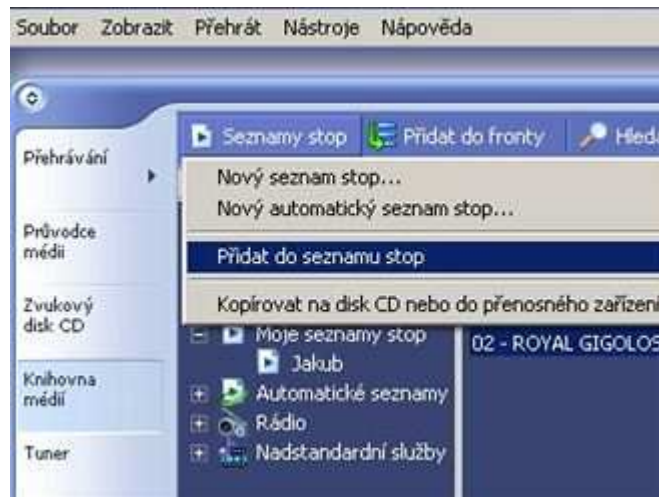 Soubor Zobrazit Přehrát Nástroje Nápověda
Seznamy stop Přidat do fronty
Přehrávání
Nový seznam stop...
Nový automatický seznam stop...
Průvodce
médii
Přidat do seznamu stop
Zvukový
disk CD
Kopírovat na disk CD nebo do přenosného zařízení
Moje seznamy stop
02 - ROYAL GIGOLOS
Jakub
Knihovna
médií
Automatické seznamy
Rádio
Tuner
Nadstandardní služby